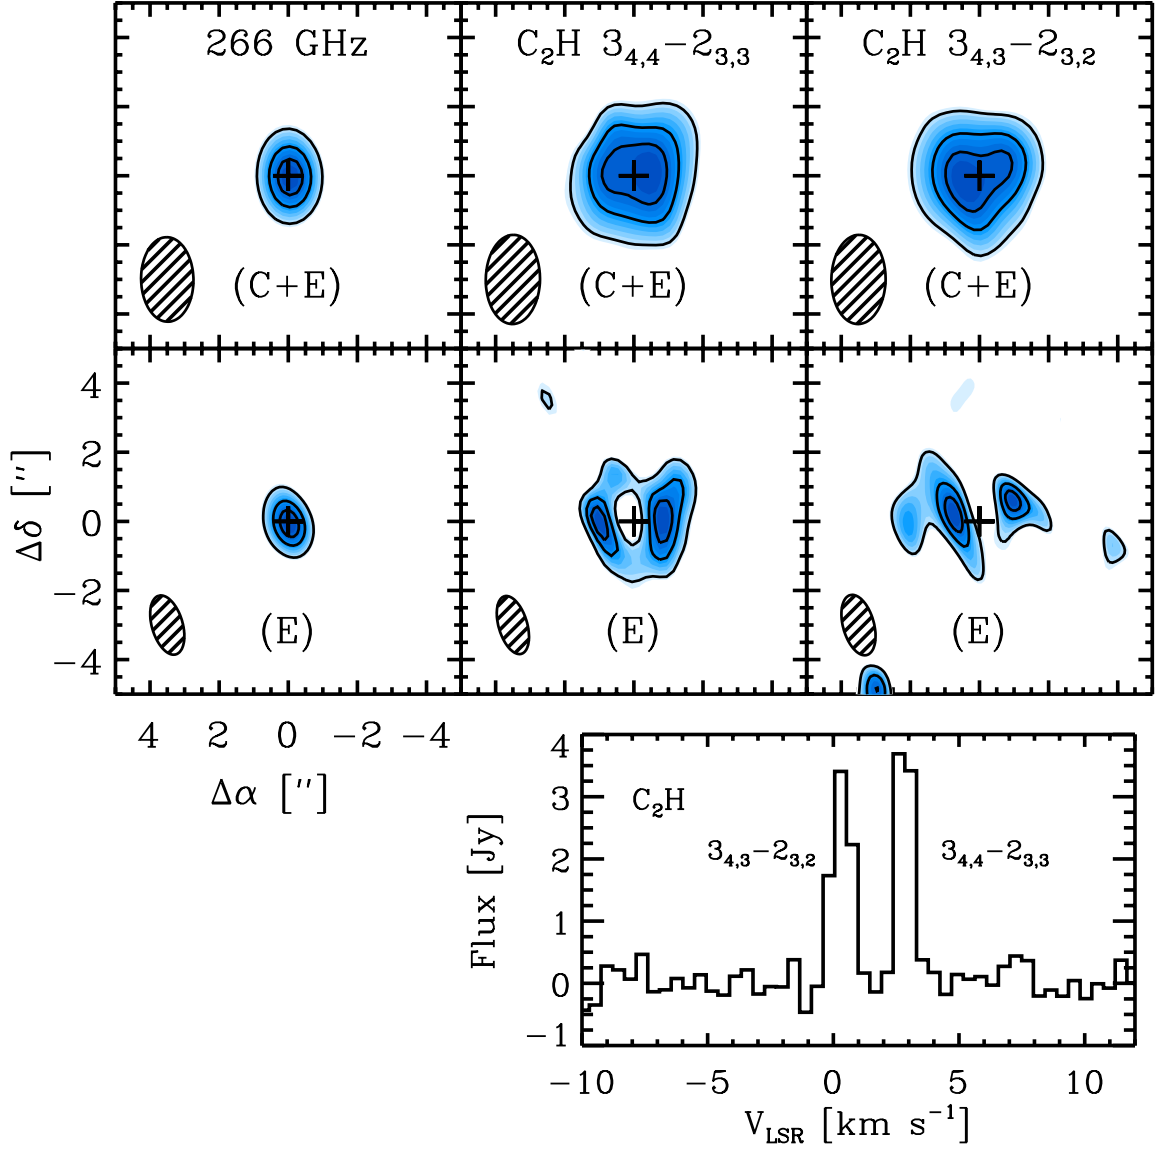 266 GHz
C₂H 3₄,₄−2₃,₃
C₂H 3₄,₃−2₃,₂
(C+E)
(C+E)
(C+E)
Δδ [″]
4
2
0
−2
−4
(E)
(E)
(E)
4 2 0 −2 −4
Δα [″]
Flux [Jy]
4
3
2
1
0
−1
C₂H
3₄,₃−2₃,₂
3₄,₄−2₃,₃
−10 −5 0 5 10
V_LSR [km s⁻¹]